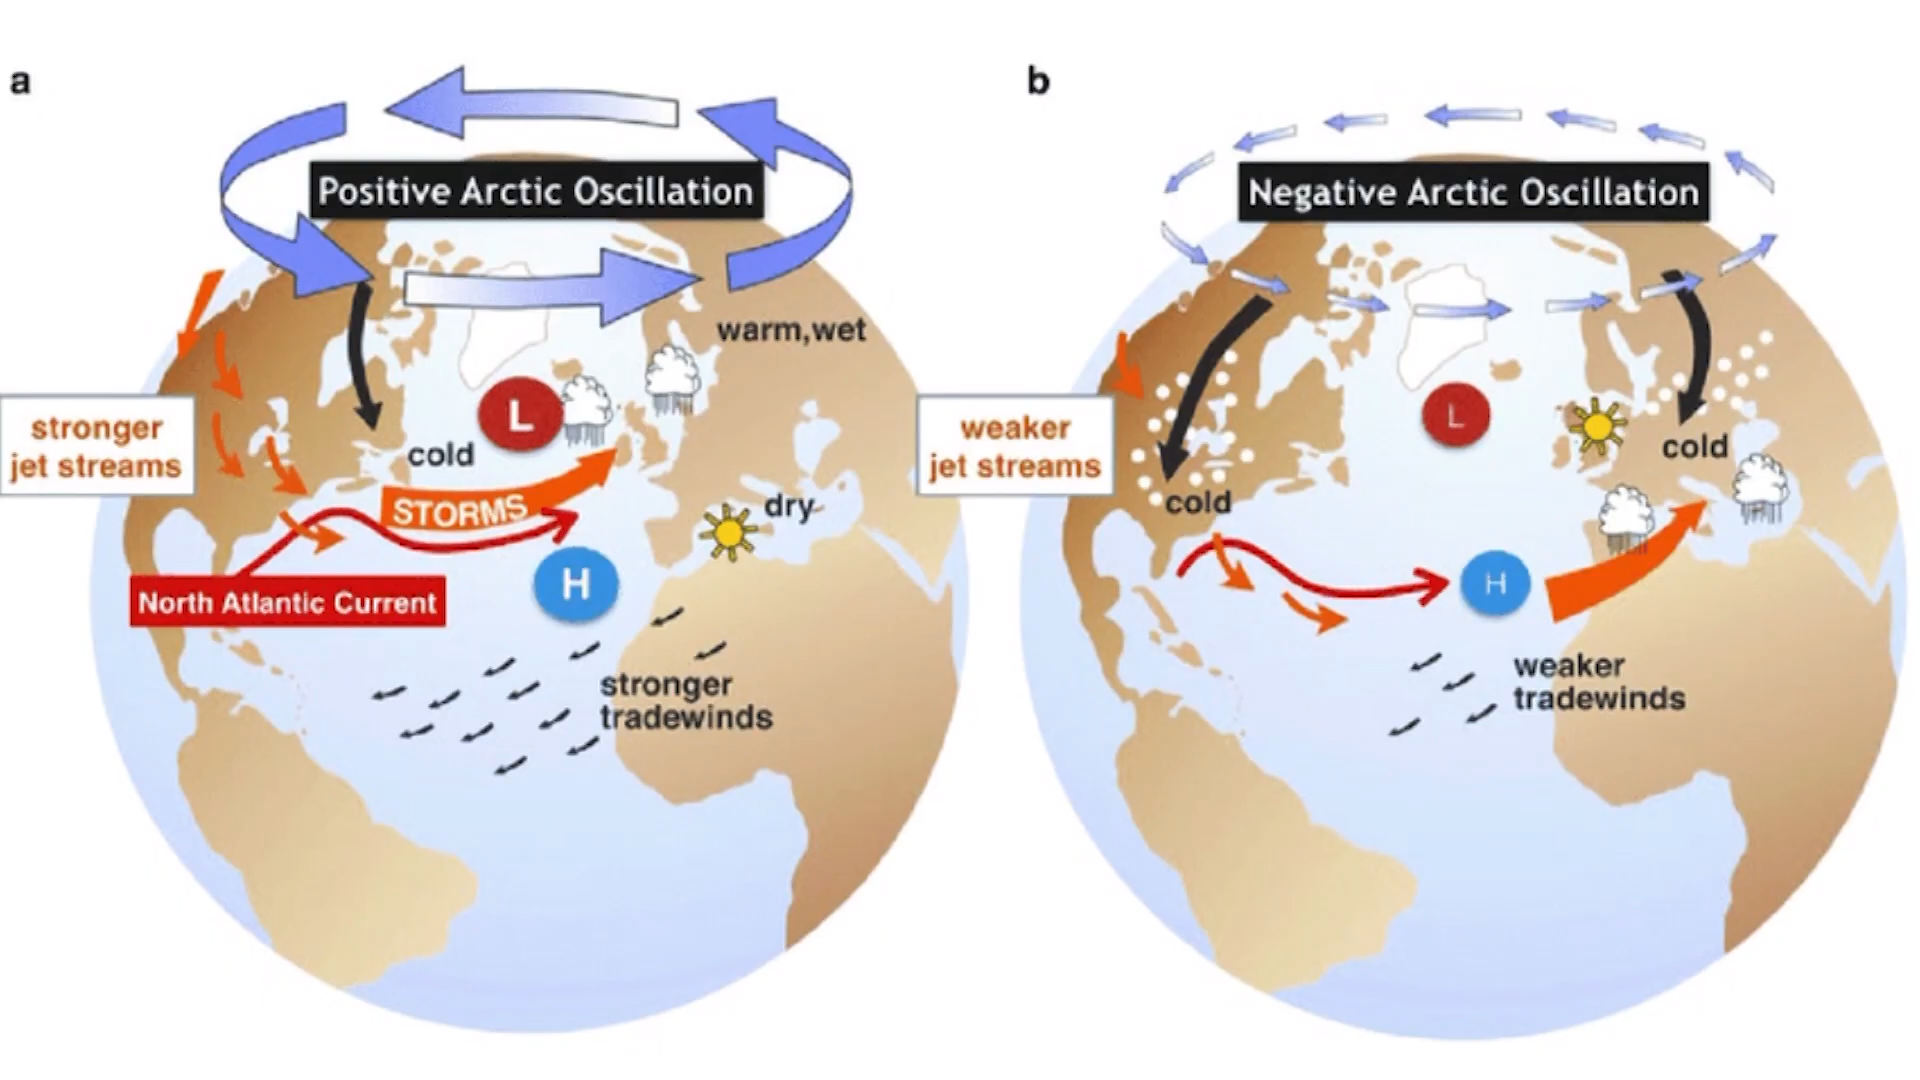 a
Positive Arctic Oscillation
warm,wet
stronger
jet streams
L
cold
STORMS
dry
H
North Atlantic Current
stronger
tradewinds
b
Negative Arctic Oscillation
weaker
jet streams
L
cold
cold
H
weaker
tradewinds